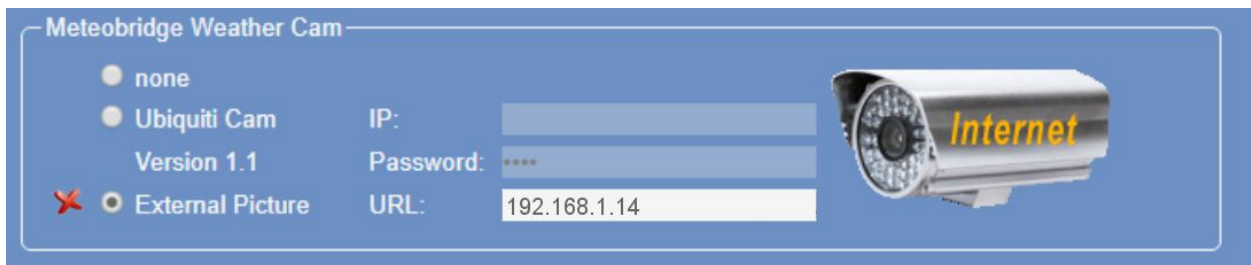 Meteobridge Weather Cam
none
Ubiquiti Cam IP:
Version 1.1 Password: ••••
External Picture URL: 192.168.1.14
Internet